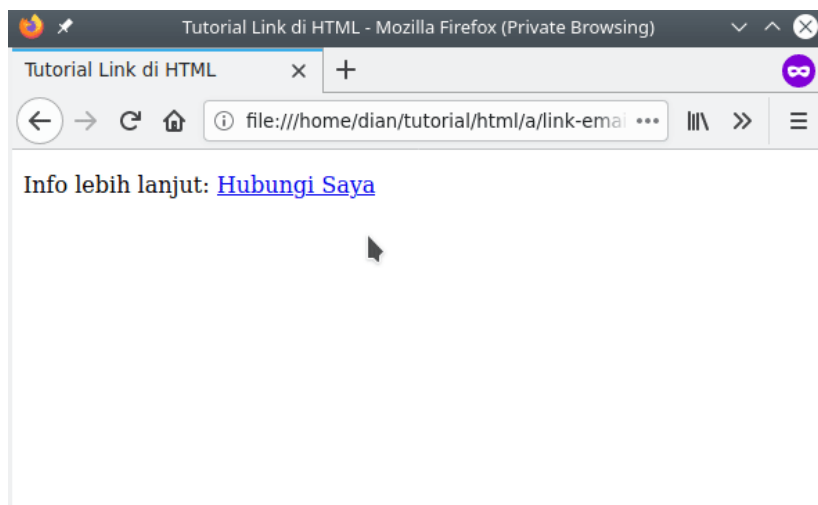 Tutorial Link di HTML - Mozilla Firefox (Private Browsing)
Tutorial Link di HTML
file:///home/dian/tutorial/html/a/link-emai
Info lebih lanjut: Hubungi Saya